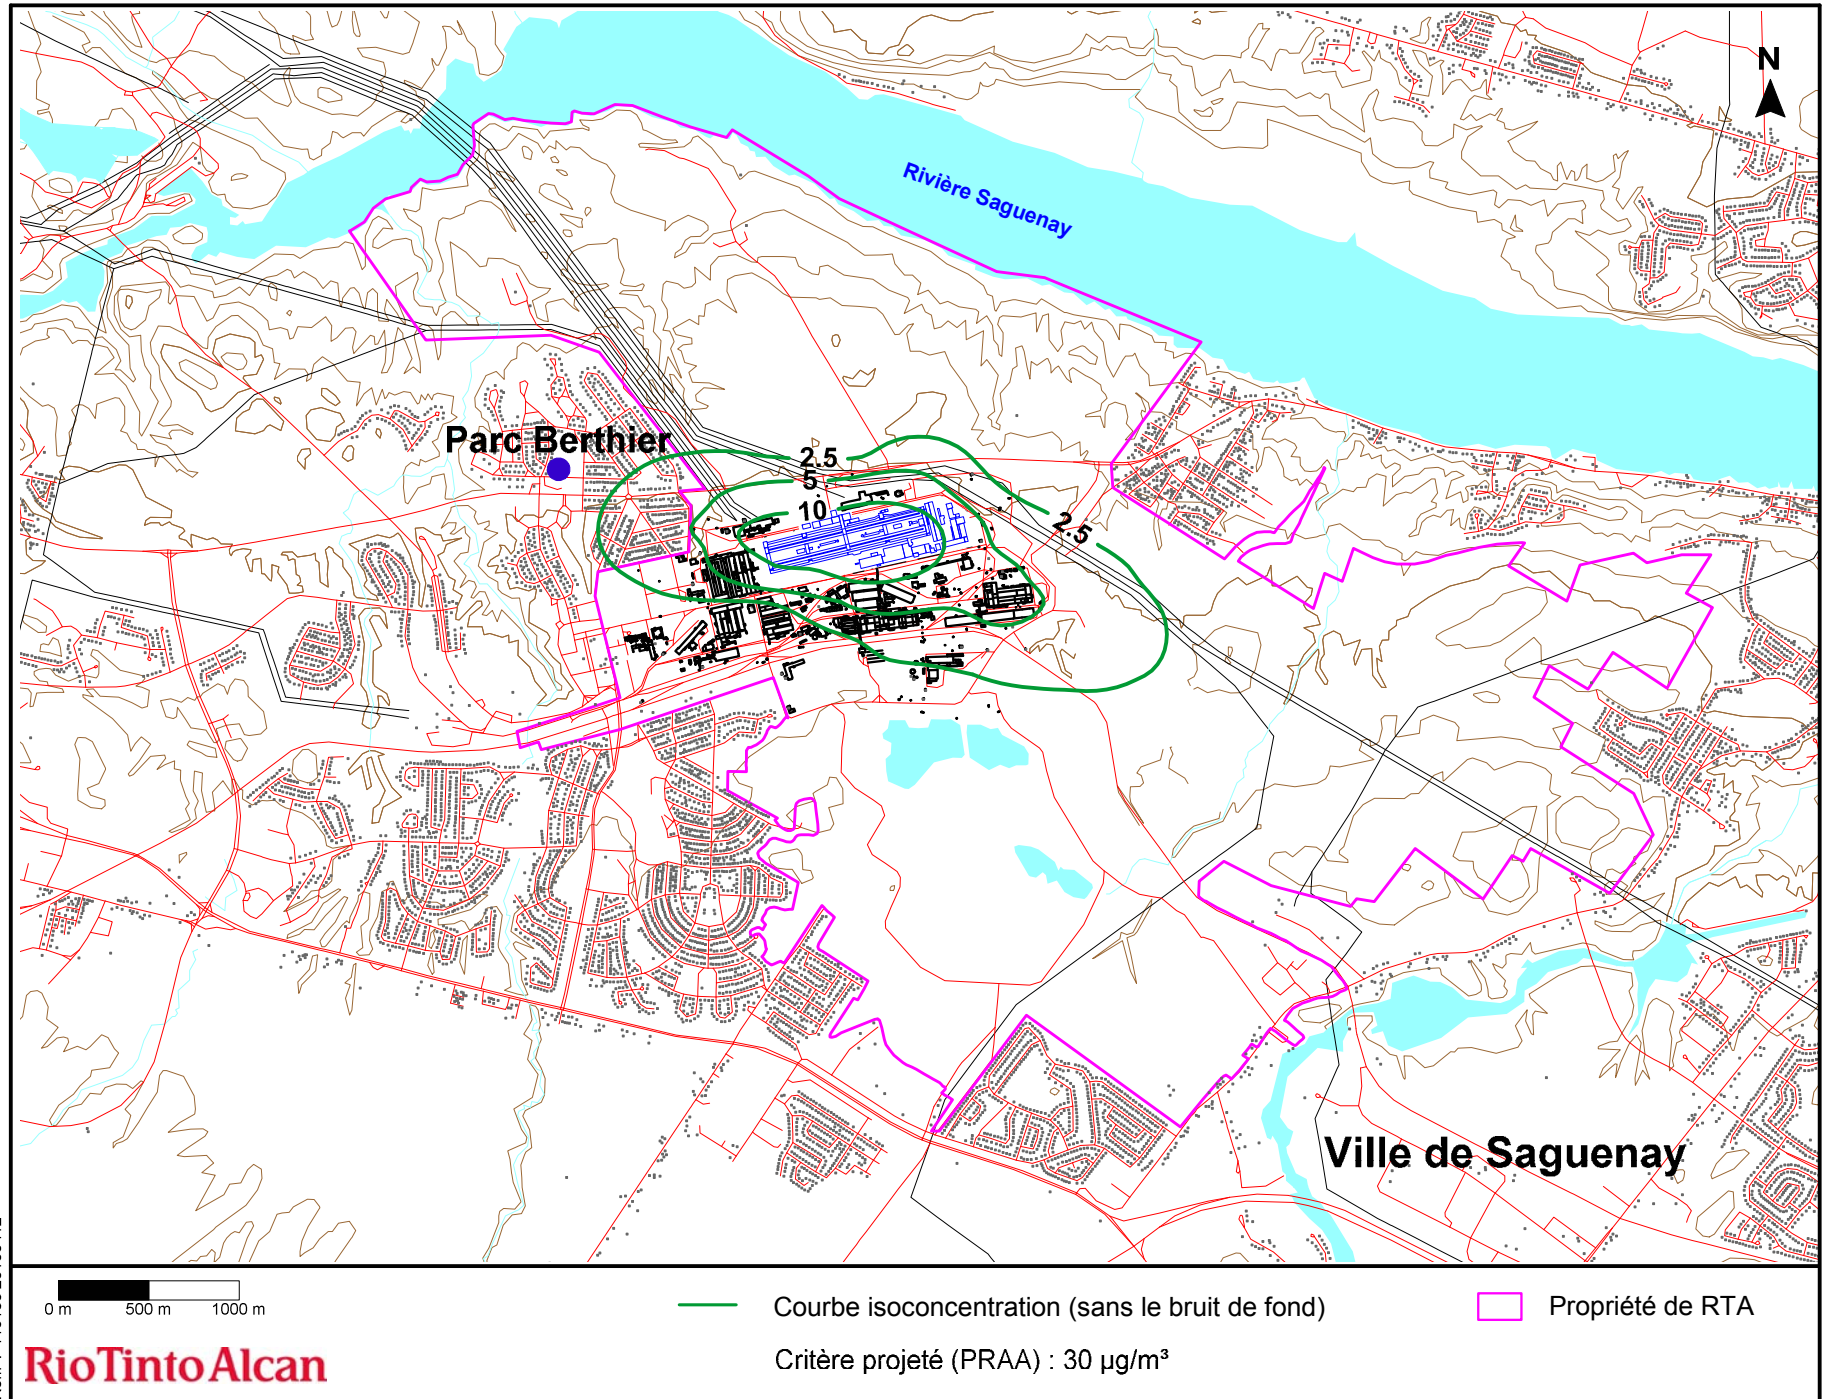 N
Rivière Saguenay
Parc Berthier
2.5
5
10
2.5
Ville de Saguenay
0 m 500 m 1000 m
Courbe isoconcentration (sans le bruit de fond)
Propriété de RTA
Critère projeté (PRAA) : 30 µg/m³
RioTintoAlcan